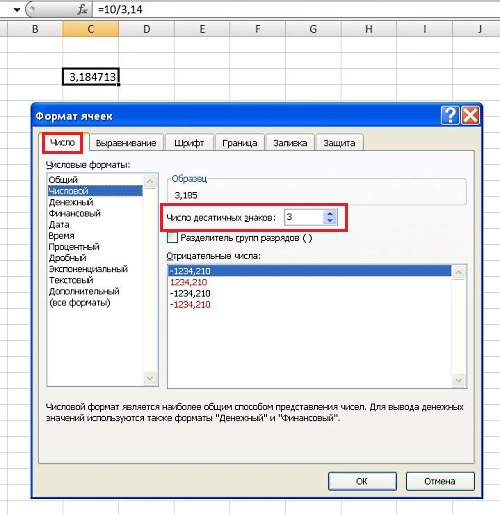 fx =10/3,14
B C D E F G H I J
3,184713
Формат ячеек
Число Выравнивание Шрифт Граница Заливка Защита
Числовые форматы:
Общий
Числовой
Денежный
Финансовый
Дата
Время
Процентный
Дробный
Экспоненциальный
Текстовый
Дополнительный
(все форматы)
Образец
3,185
Число десятичных знаков: 3
Разделитель групп разрядов ( )
Отрицательные числа:
-1234,210
1234,210
-1234,210
-1234,210
Числовой формат является наиболее общим способом представления чисел. Для вывода денежных
значений используются также форматы "Денежный" и "Финансовый".
ОК Отмена